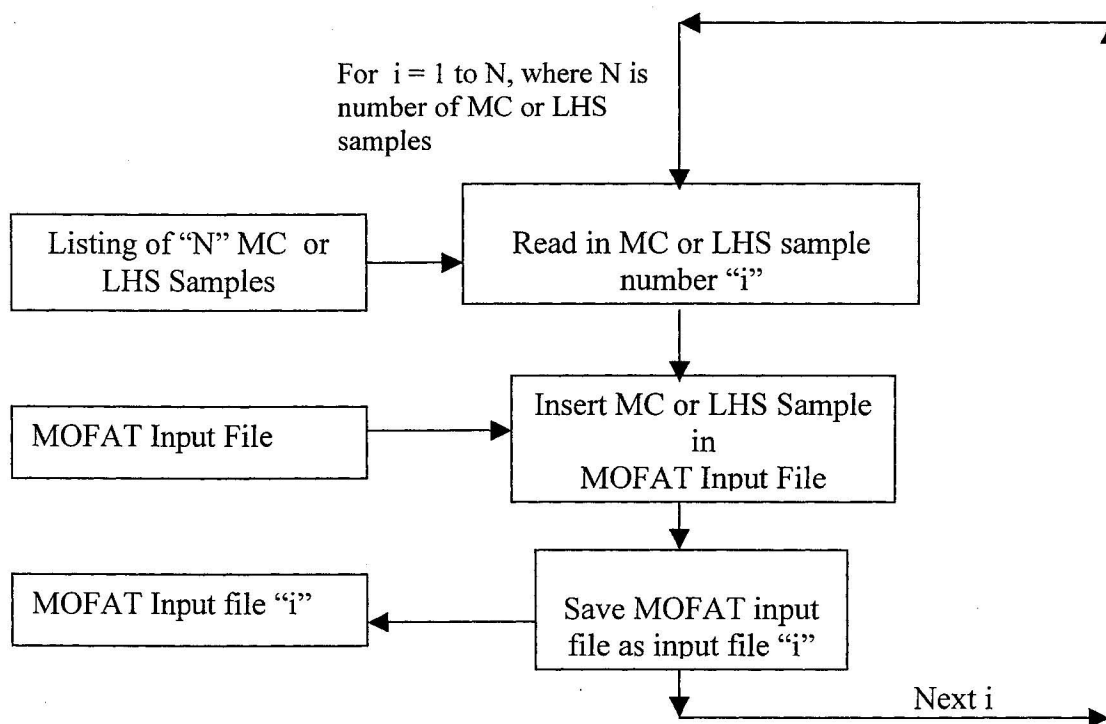 For i = 1 to N, where N is
number of MC or LHS
samples
Listing of “N” MC or
LHS Samples
Read in MC or LHS sample
number “i”
MOFAT Input File
Insert MC or LHS Sample
in
MOFAT Input File
MOFAT Input file “i”
Save MOFAT input
file as input file “i”
Next i